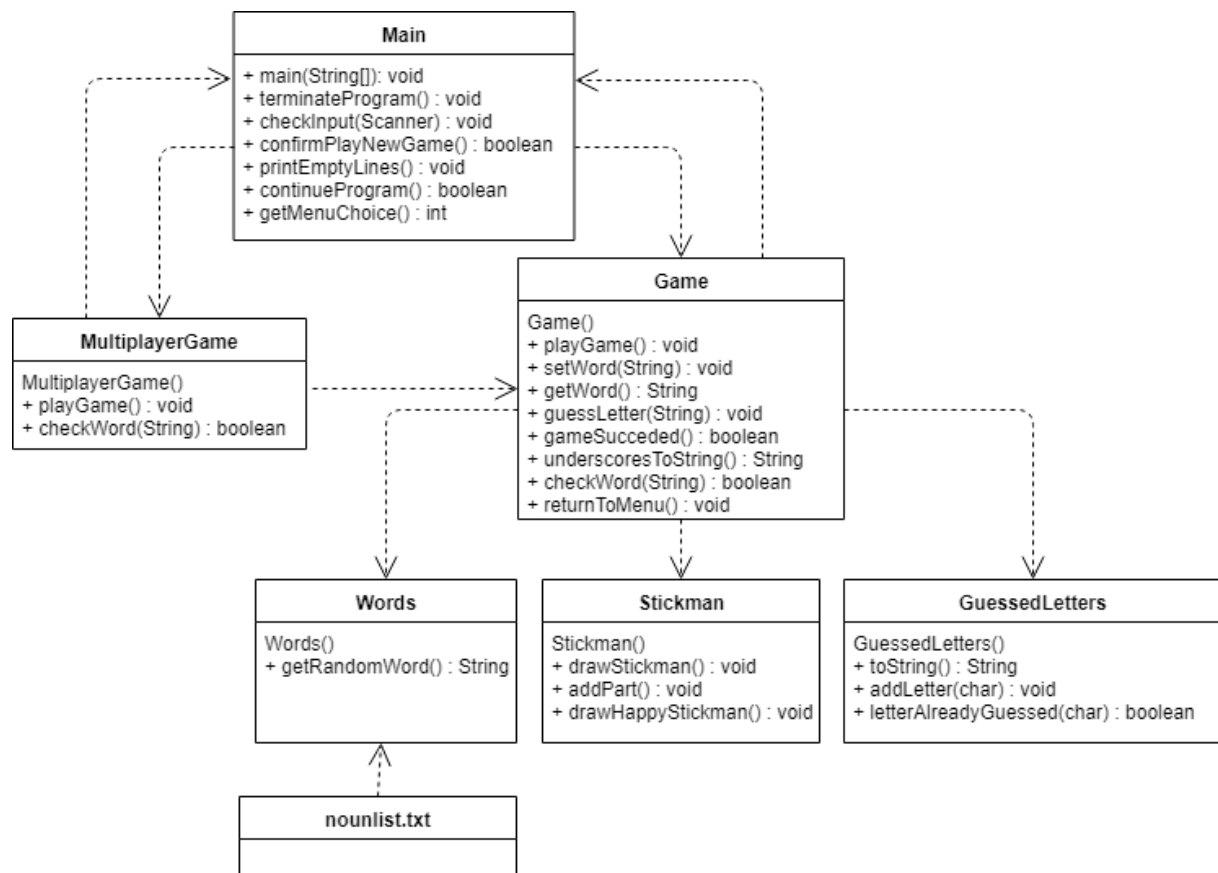 Main
+ main(String[]): void
+ terminateProgram() : void
+ checkInput(Scanner) : void
+ confirmPlayNewGame() : boolean
+ printEmptyLines() : void
+ continueProgram() : boolean
+ getMenuChoice() : int
MultiplayerGame
MultiplayerGame()
+ playGame() : void
+ checkWord(String) : boolean
Game
Game()
+ playGame() : void
+ setWord(String) : void
+ getWord() : String
+ guessLetter(String) : void
+ gameSucceded() : boolean
+ underscoresToString() : String
+ checkWord(String) : boolean
+ returnToMenu() : void
Words
Words()
+ getRandomWord() : String
Stickman
Stickman()
+ drawStickman() : void
+ addPart() : void
+ drawHappyStickman() : void
GuessedLetters
GuessedLetters()
+ toString() : String
+ addLetter(char) : void
+ letterAlreadyGuessed(char) : boolean
nounlist.txt